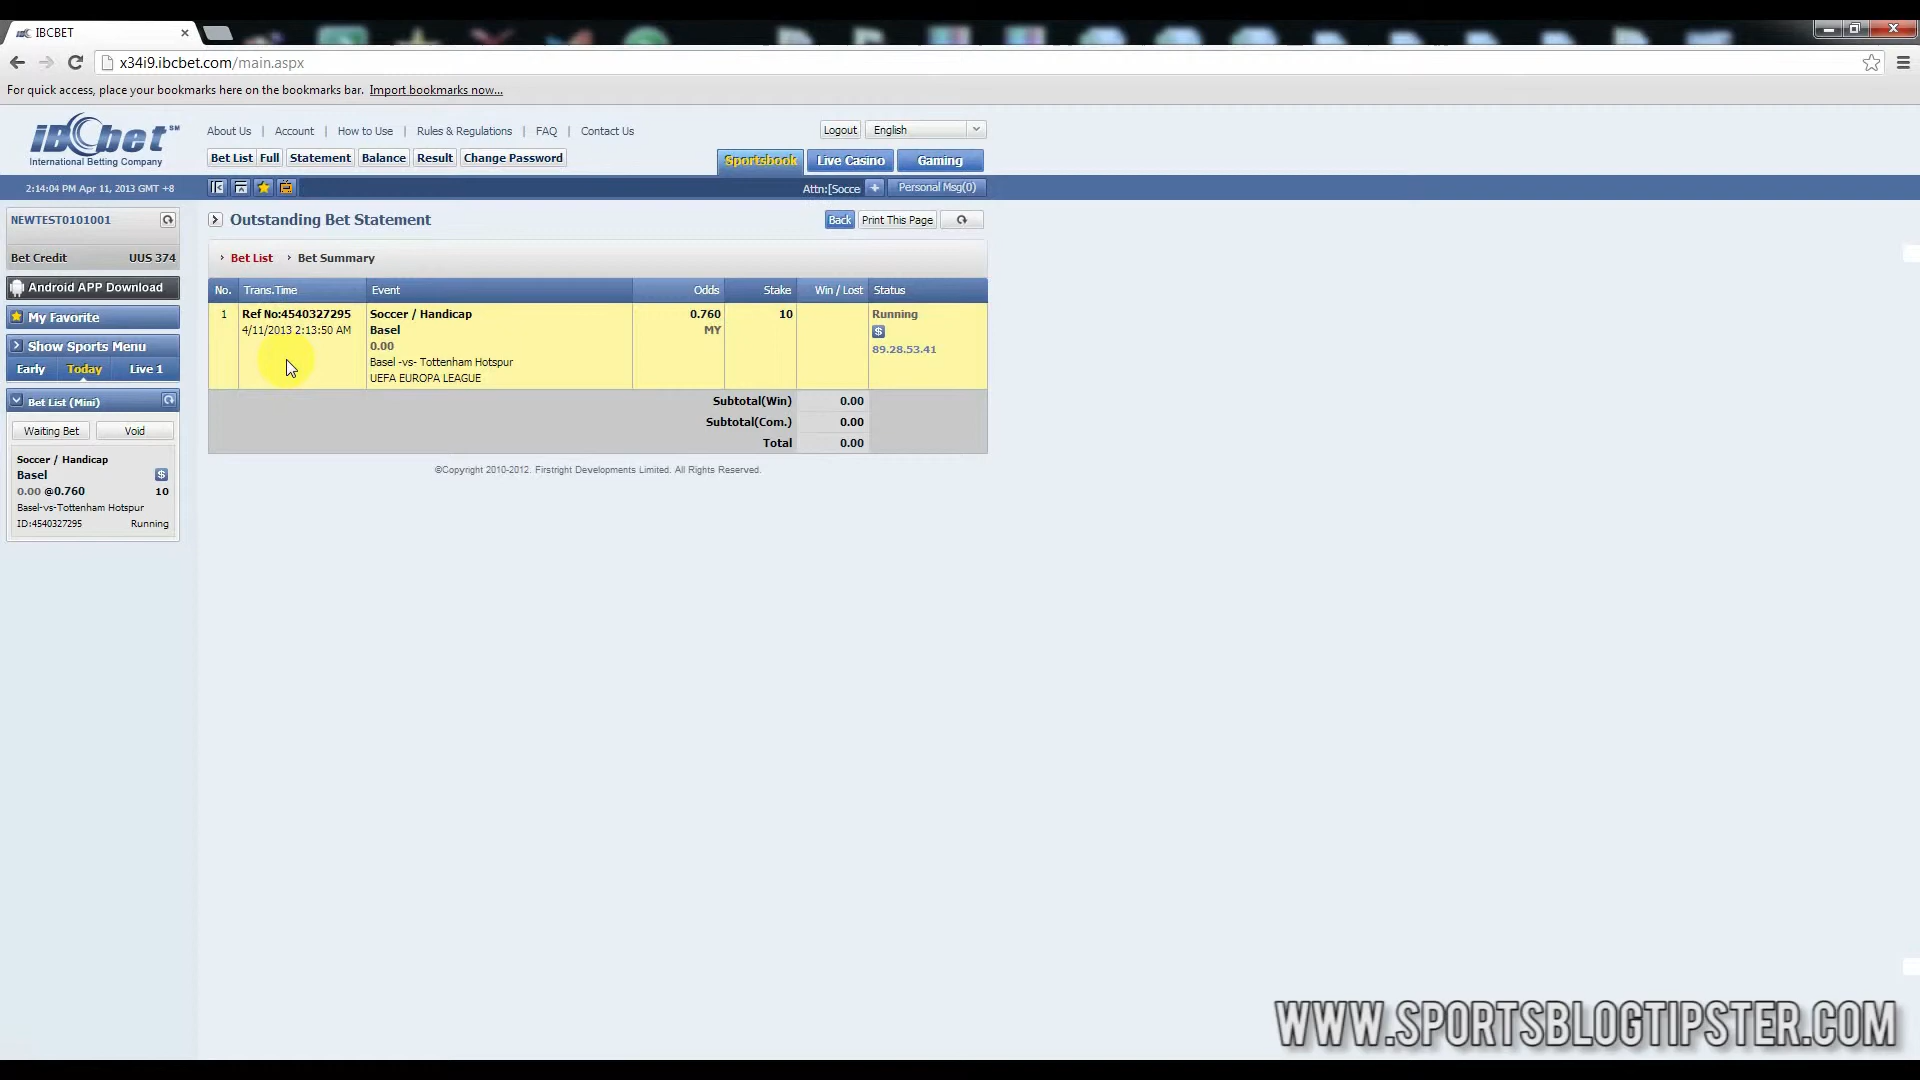 IBCBET
x34i9.ibcbet.com/main.aspx
For quick access, place your bookmarks here on the bookmarks bar. Import bookmarks now...
iBCbet SM
International Betting Company
About Us | Account | How to Use | Rules & Regulations | FAQ | Contact Us
Logout English
Bet List Full Statement Balance Result Change Password
Sportsbook Live Casino Gaming
2:14:04 PM Apr 11, 2013 GMT +8
Attn:[Socce + Personal Msg(0)
NEWTEST0101001
Bet Credit UUS 374
Android APP Download
My Favorite
Show Sports Menu
Early Today Live 1
Bet List (Mini)
Waiting Bet Void
Soccer / Handicap
Basel $
0.00 @0.760 10
Basel-vs-Tottenham Hotspur
ID:4540327295 Running
Outstanding Bet Statement
Back Print This Page
Bet List Bet Summary
No. Trans.Time Event Odds Stake Win / Lost Status
1 Ref No:4540327295 Soccer / Handicap 0.760 10 Running
4/11/2013 2:13:50 AM Basel MY $
0.00 89.28.53.41
Basel -vs- Tottenham Hotspur
UEFA EUROPA LEAGUE
Subtotal(Win) 0.00
Subtotal(Com.) 0.00
Total 0.00
©Copyright 2010-2012. Firstright Developments Limited. All Rights Reserved.
WWW.SPORTSBLOGTIPSTER.COM